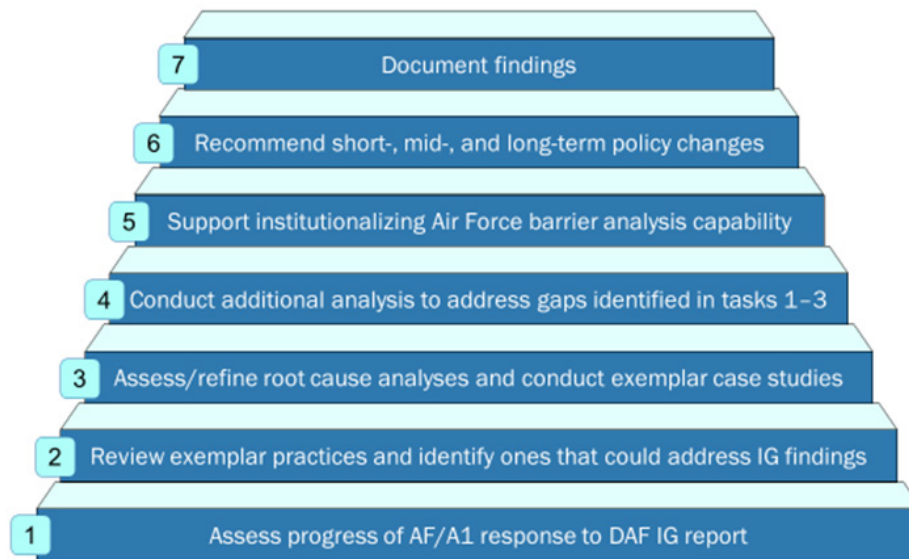 7 Document findings
6 Recommend short-, mid-, and long-term policy changes
5 Support institutionalizing Air Force barrier analysis capability
4 Conduct additional analysis to address gaps identified in tasks 1–3
3 Assess/refine root cause analyses and conduct exemplar case studies
2 Review exemplar practices and identify ones that could address IG findings
1 Assess progress of AF/A1 response to DAF IG report